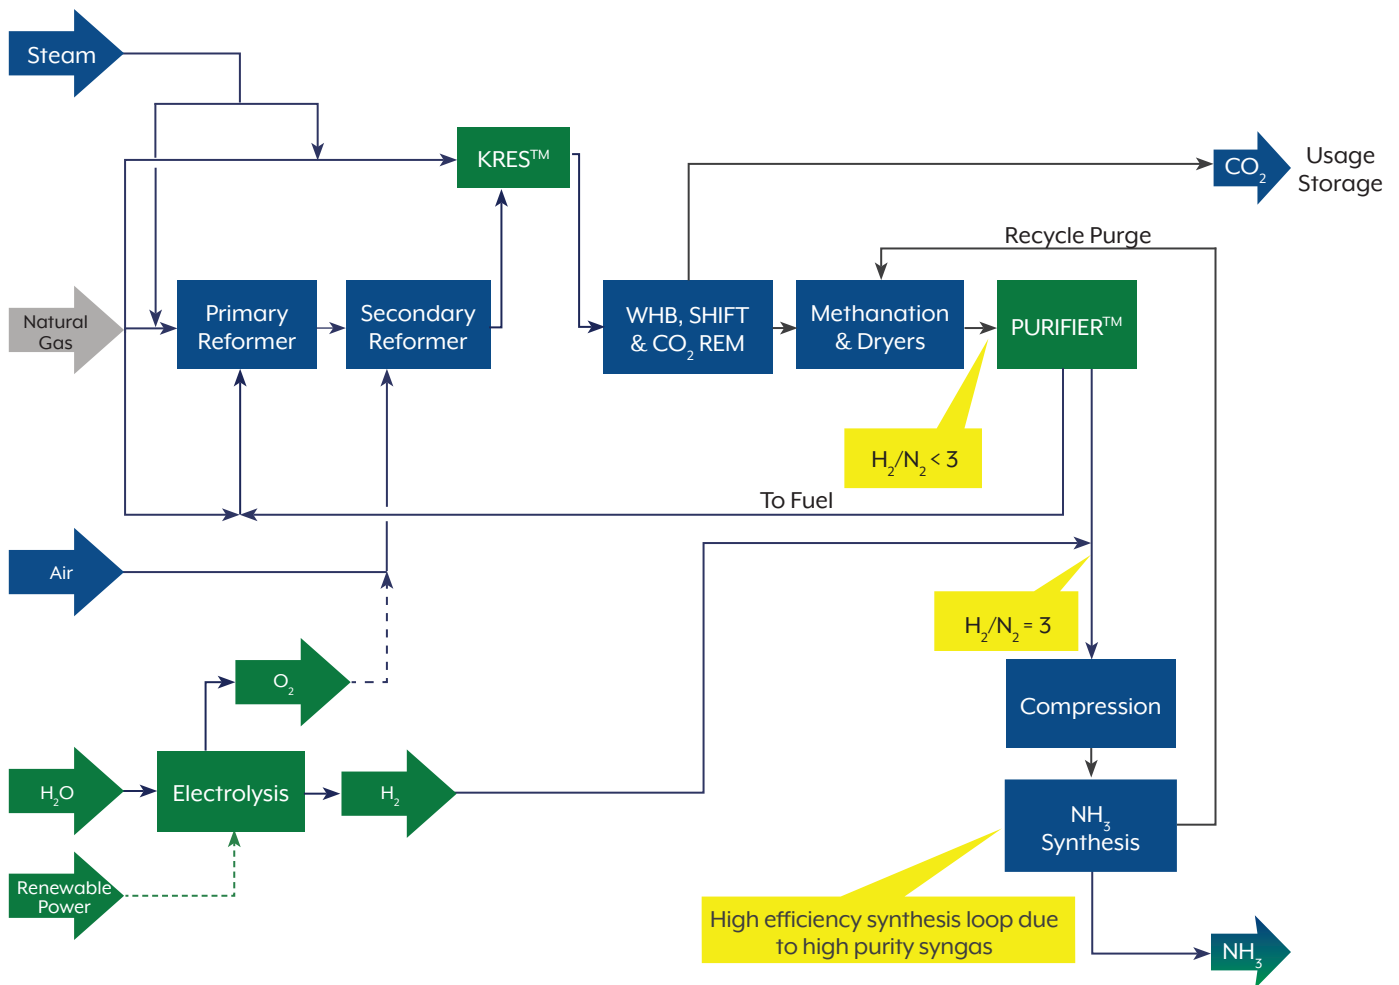 Steam
KRES™
CO₂
Usage
Storage
Recycle Purge
Natural
Gas
Primary
Reformer
Secondary
Reformer
WHB, SHIFT
& CO₂ REM
Methanation
& Dryers
PURIFIER™
H₂/N₂ < 3
To Fuel
Air
H₂/N₂ = 3
O₂
Compression
H₂O
Electrolysis
H₂
NH₃
Synthesis
Renewable
Power
High efficiency synthesis loop due
to high purity syngas
NH₃